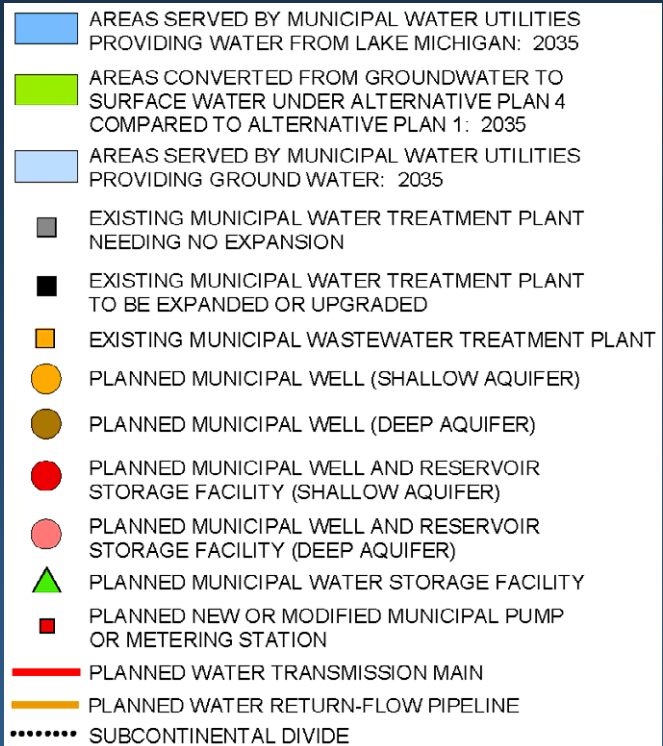 AREAS SERVED BY MUNICIPAL WATER UTILITIES
PROVIDING WATER FROM LAKE MICHIGAN: 2035
AREAS CONVERTED FROM GROUNDWATER TO
SURFACE WATER UNDER ALTERNATIVE PLAN 4
COMPARED TO ALTERNATIVE PLAN 1: 2035
AREAS SERVED BY MUNICIPAL WATER UTILITIES
PROVIDING GROUND WATER: 2035
EXISTING MUNICIPAL WATER TREATMENT PLANT
NEEDING NO EXPANSION
EXISTING MUNICIPAL WATER TREATMENT PLANT
TO BE EXPANDED OR UPGRADED
EXISTING MUNICIPAL WASTEWATER TREATMENT PLANT
PLANNED MUNICIPAL WELL (SHALLOW AQUIFER)
PLANNED MUNICIPAL WELL (DEEP AQUIFER)
PLANNED MUNICIPAL WELL AND RESERVOIR
STORAGE FACILITY (SHALLOW AQUIFER)
PLANNED MUNICIPAL WELL AND RESERVOIR
STORAGE FACILITY (DEEP AQUIFER)
PLANNED MUNICIPAL WATER STORAGE FACILITY
PLANNED NEW OR MODIFIED MUNICIPAL PUMP
OR METERING STATION
PLANNED WATER TRANSMISSION MAIN
PLANNED WATER RETURN-FLOW PIPELINE
SUBCONTINENTAL DIVIDE